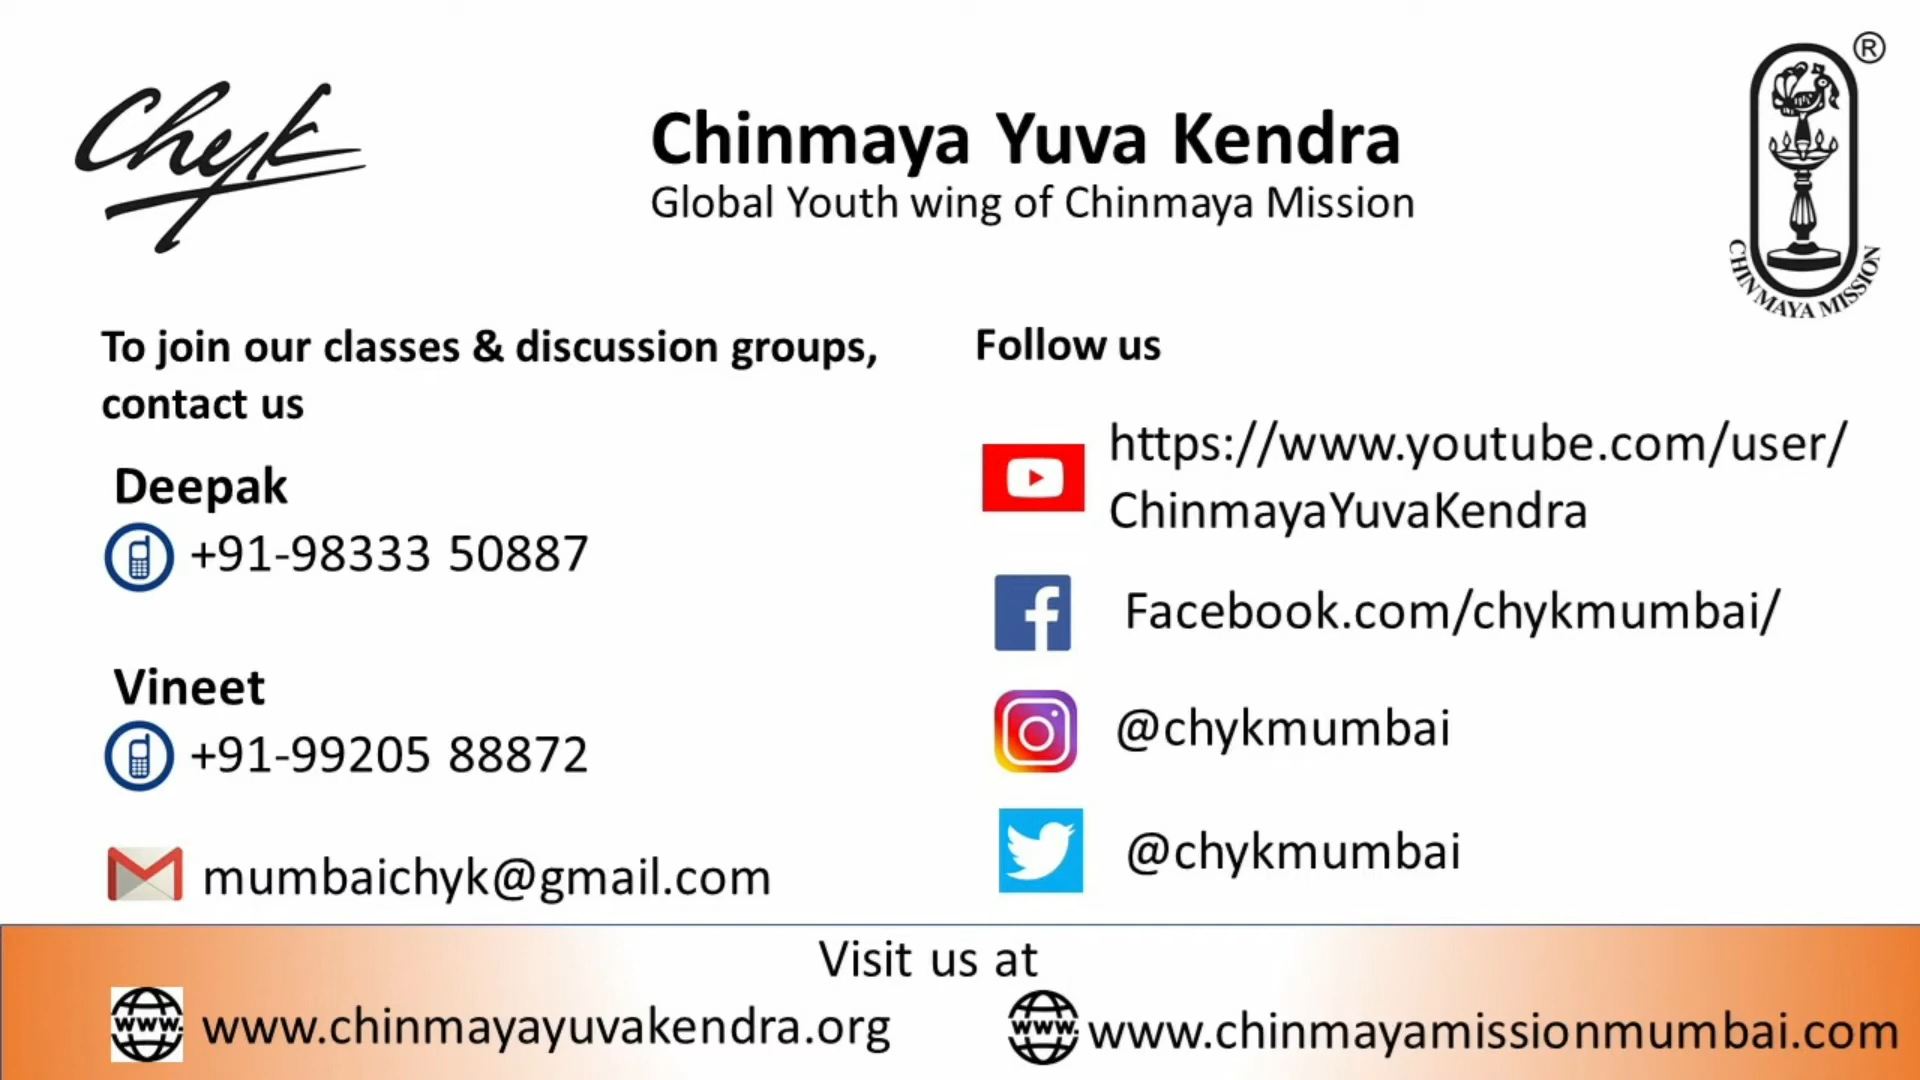 Chyk
Chinmaya Yuva Kendra
Global Youth wing of Chinmaya Mission
®
CHINMAYA MISSION
To join our classes & discussion groups,
contact us
Deepak
+91-98333 50887
Vineet
+91-99205 88872
mumbaichyk@gmail.com
Follow us
https://www.youtube.com/user/
ChinmayaYuvaKendra
Facebook.com/chykmumbai/
@chykmumbai
@chykmumbai
Visit us at
www. www.chinmayayuvakendra.org
www. www.chinmayamissionmumbai.com